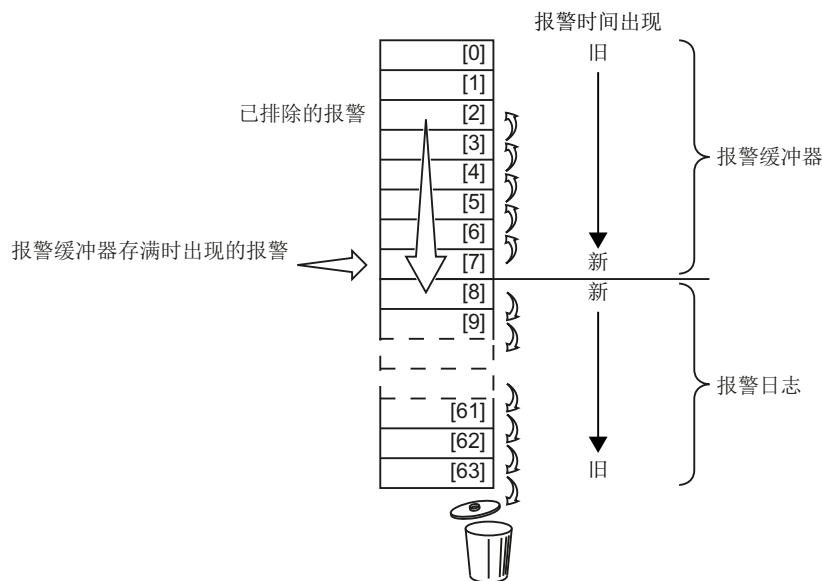 报警时间出现
[0]
旧
[1]
已排除的报警
[2]
[3]
报警缓冲器
[4]
[5]
[6]
报警缓冲器存满时出现的报警
[7]
新
[8]
新
[9]
报警日志
[61]
[62]
[63]
旧